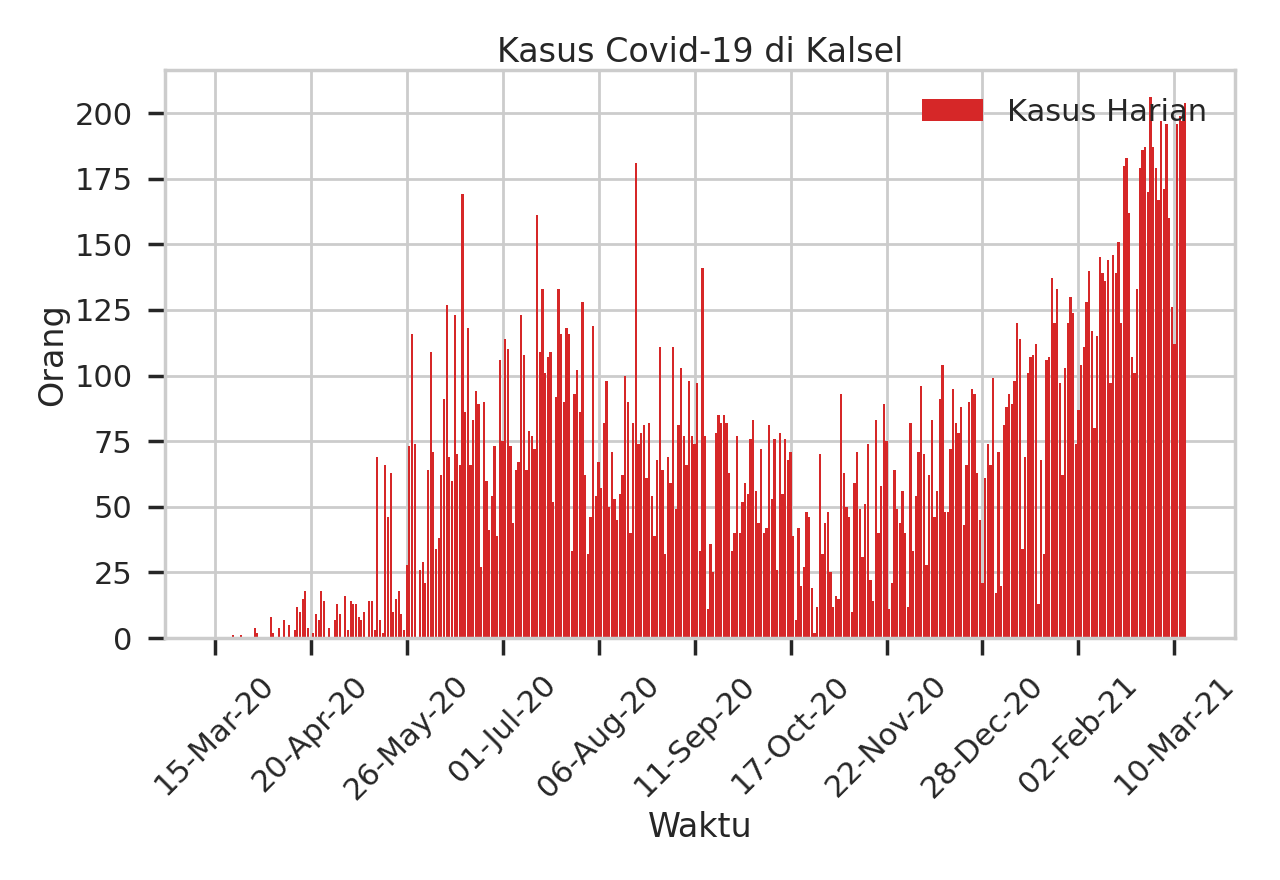 Kasus Covid-19 di Kalsel
Kasus Harian
Orang
200
175
150
125
100
75
50
25
0
15-Mar-20
20-Apr-20
26-May-20
01-Jul-20
06-Aug-20
11-Sep-20
17-Oct-20
22-Nov-20
28-Dec-20
02-Feb-21
10-Mar-21
Waktu